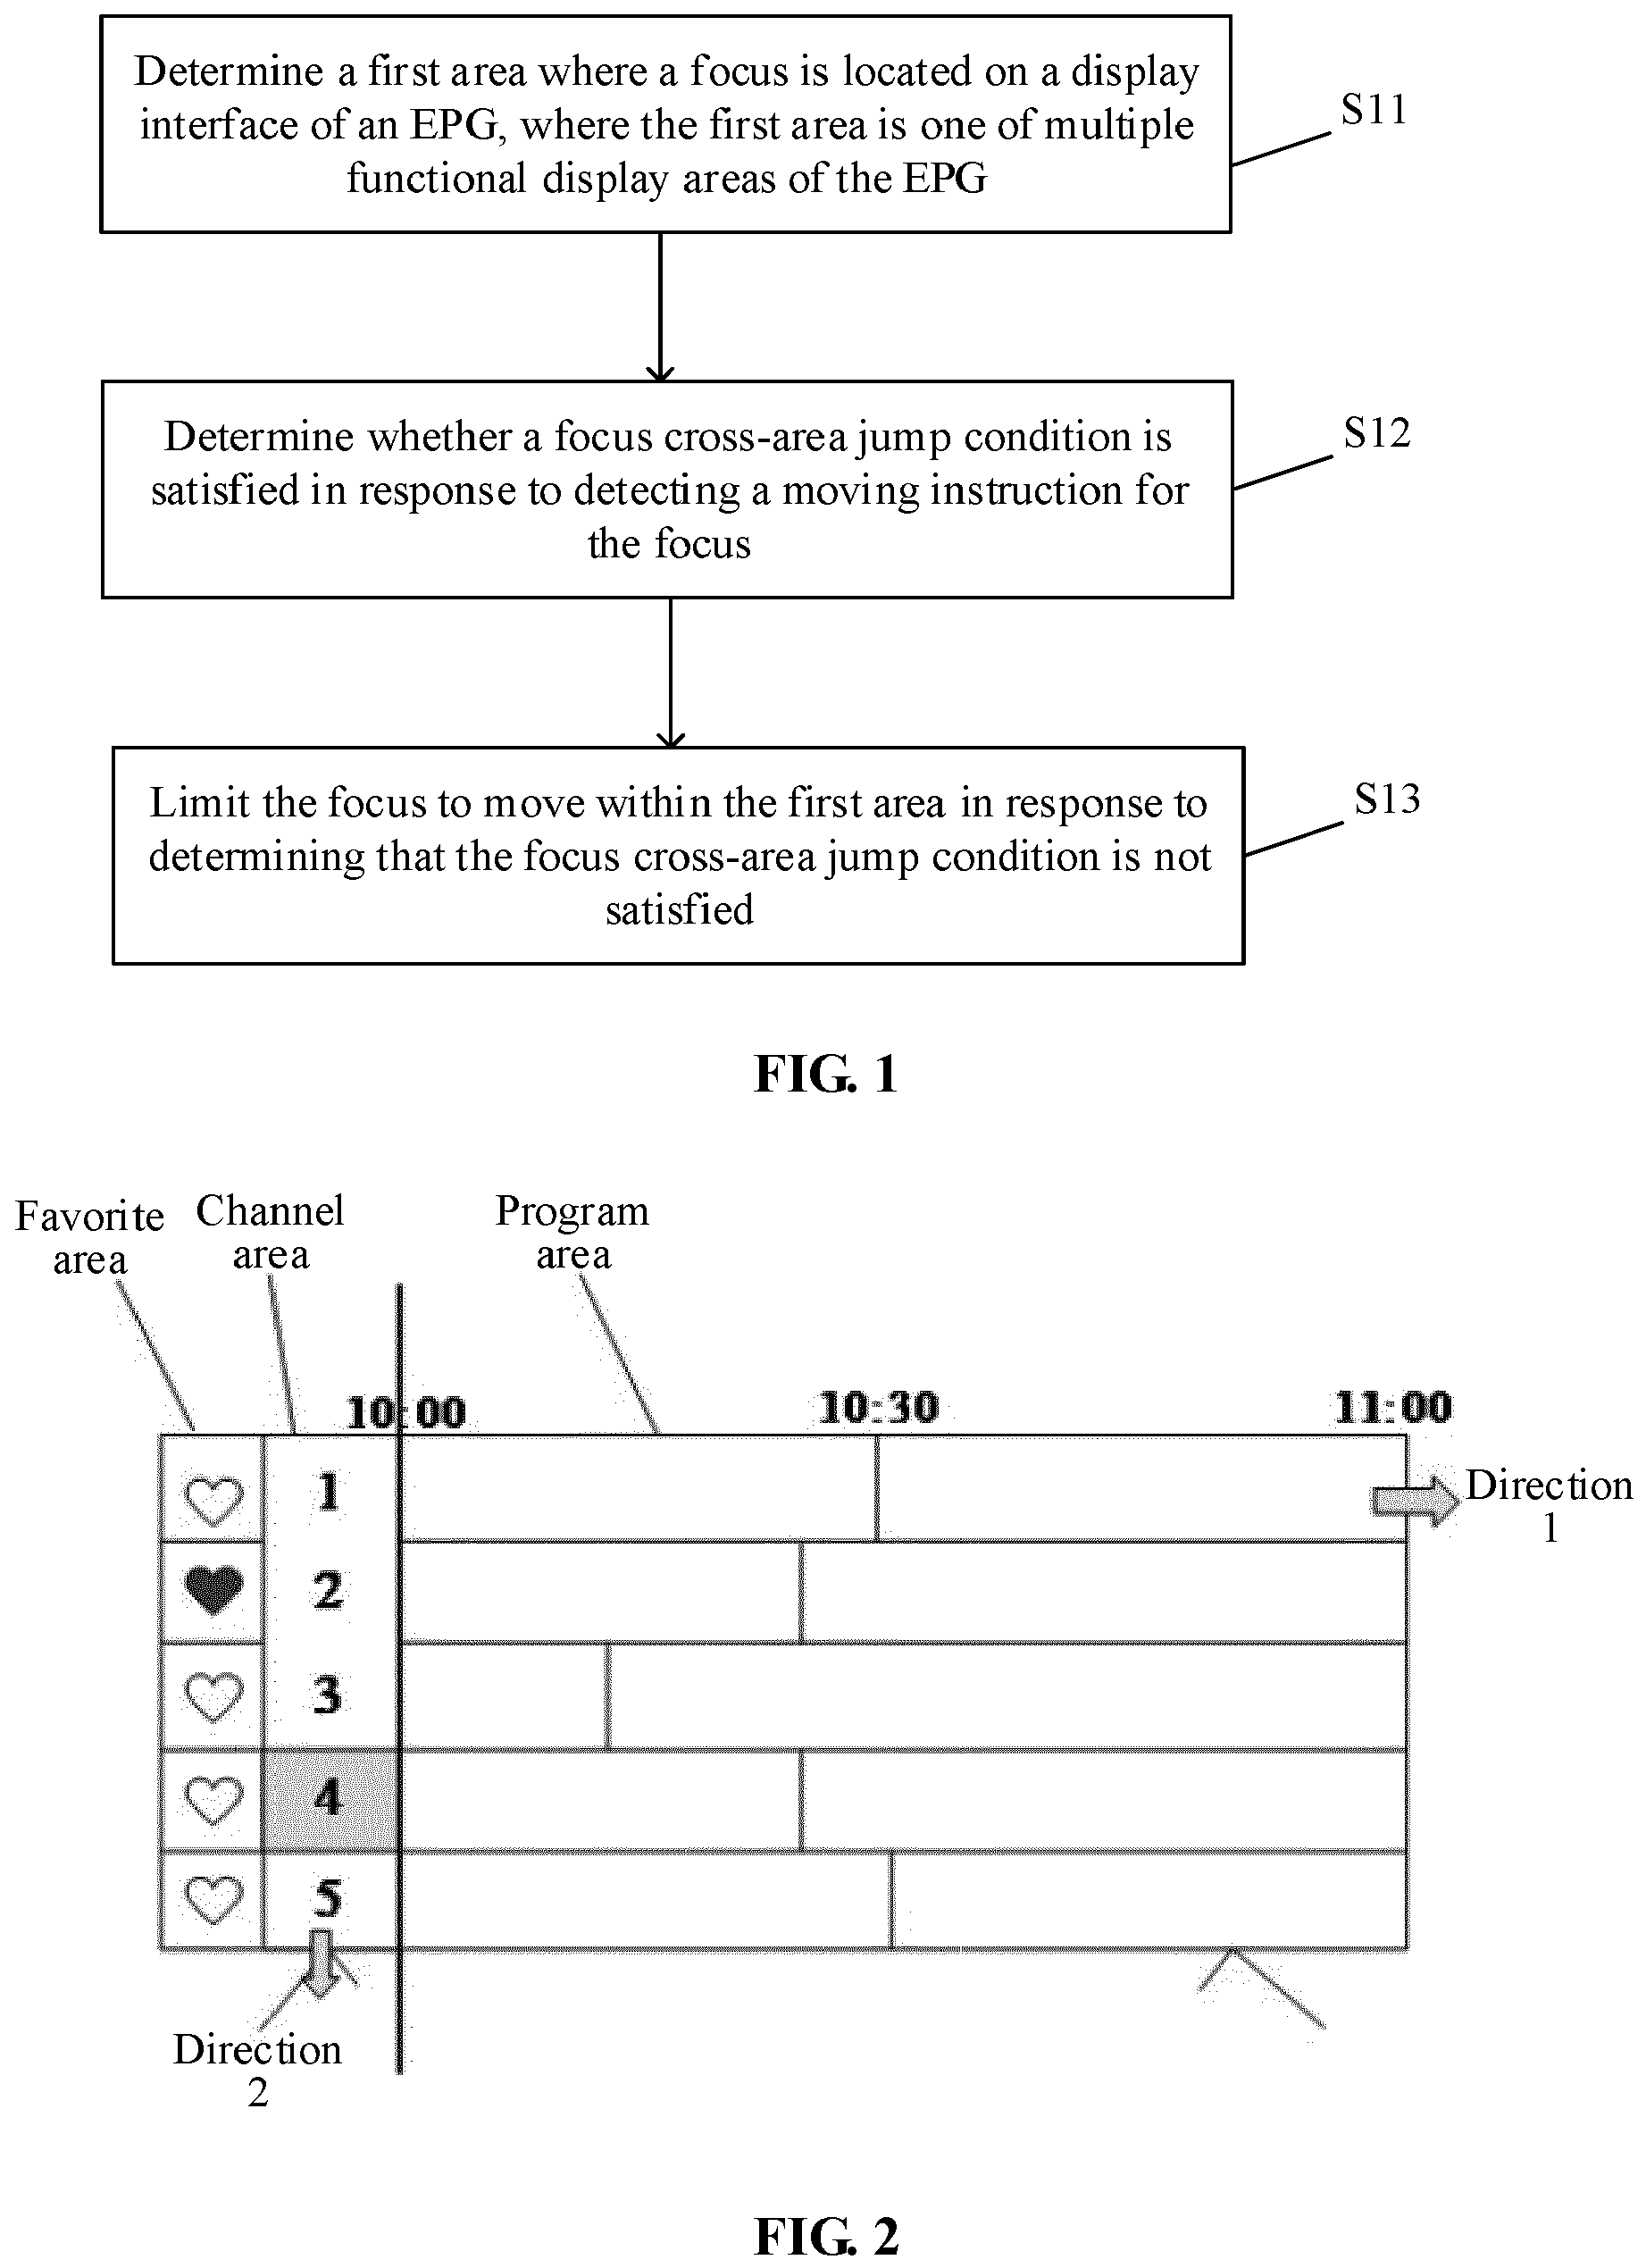 Determine a first area where a focus is located on a display
interface of an EPG, where the first area is one of multiple
functional display areas of the EPG
S11
Determine whether a focus cross-area jump condition is
satisfied in response to detecting a moving instruction for
the focus
S12
Limit the focus to move within the first area in response to
determining that the focus cross-area jump condition is not
satisfied
S13
FIG. 1
Favorite
area
Channel
area
Program
area
10:00
10:30
11:00
1
Direction
1
2
3
4
5
Direction
2
FIG. 2